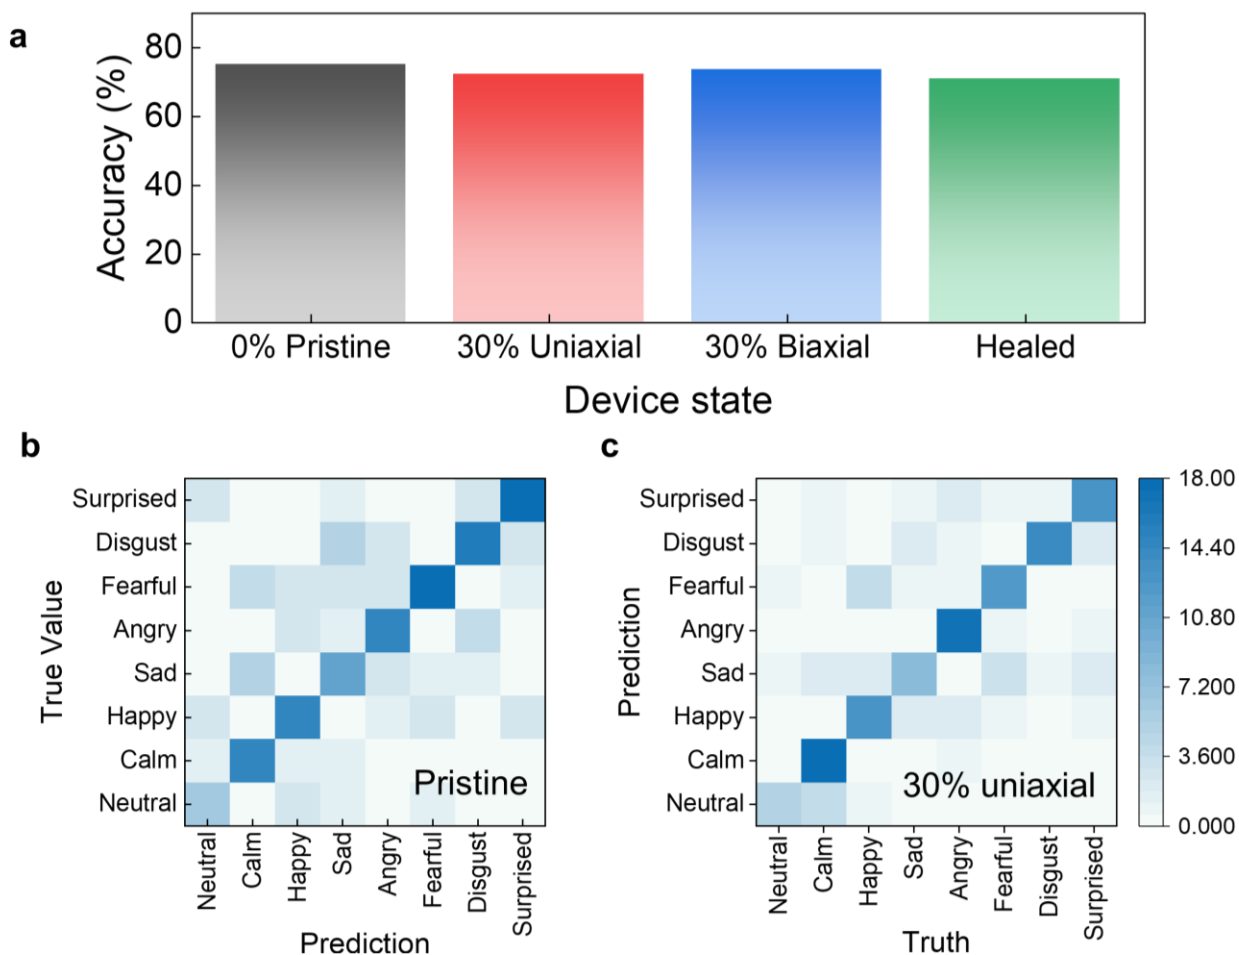 a
Accuracy (%)
80
60
40
20
0
0% Pristine
30% Uniaxial
30% Biaxial
Healed
Device state
b
True Value
Surprised
Disgust
Fearful
Angry
Sad
Happy
Calm
Neutral
Pristine
Neutral
Calm
Happy
Sad
Angry
Fearful
Disgust
Surprised
Prediction
c
Prediction
Surprised
Disgust
Fearful
Angry
Sad
Happy
Calm
Neutral
30% uniaxial
Neutral
Calm
Happy
Sad
Angry
Fearful
Disgust
Surprised
Truth
18.00
14.40
10.80
7.200
3.600
0.000